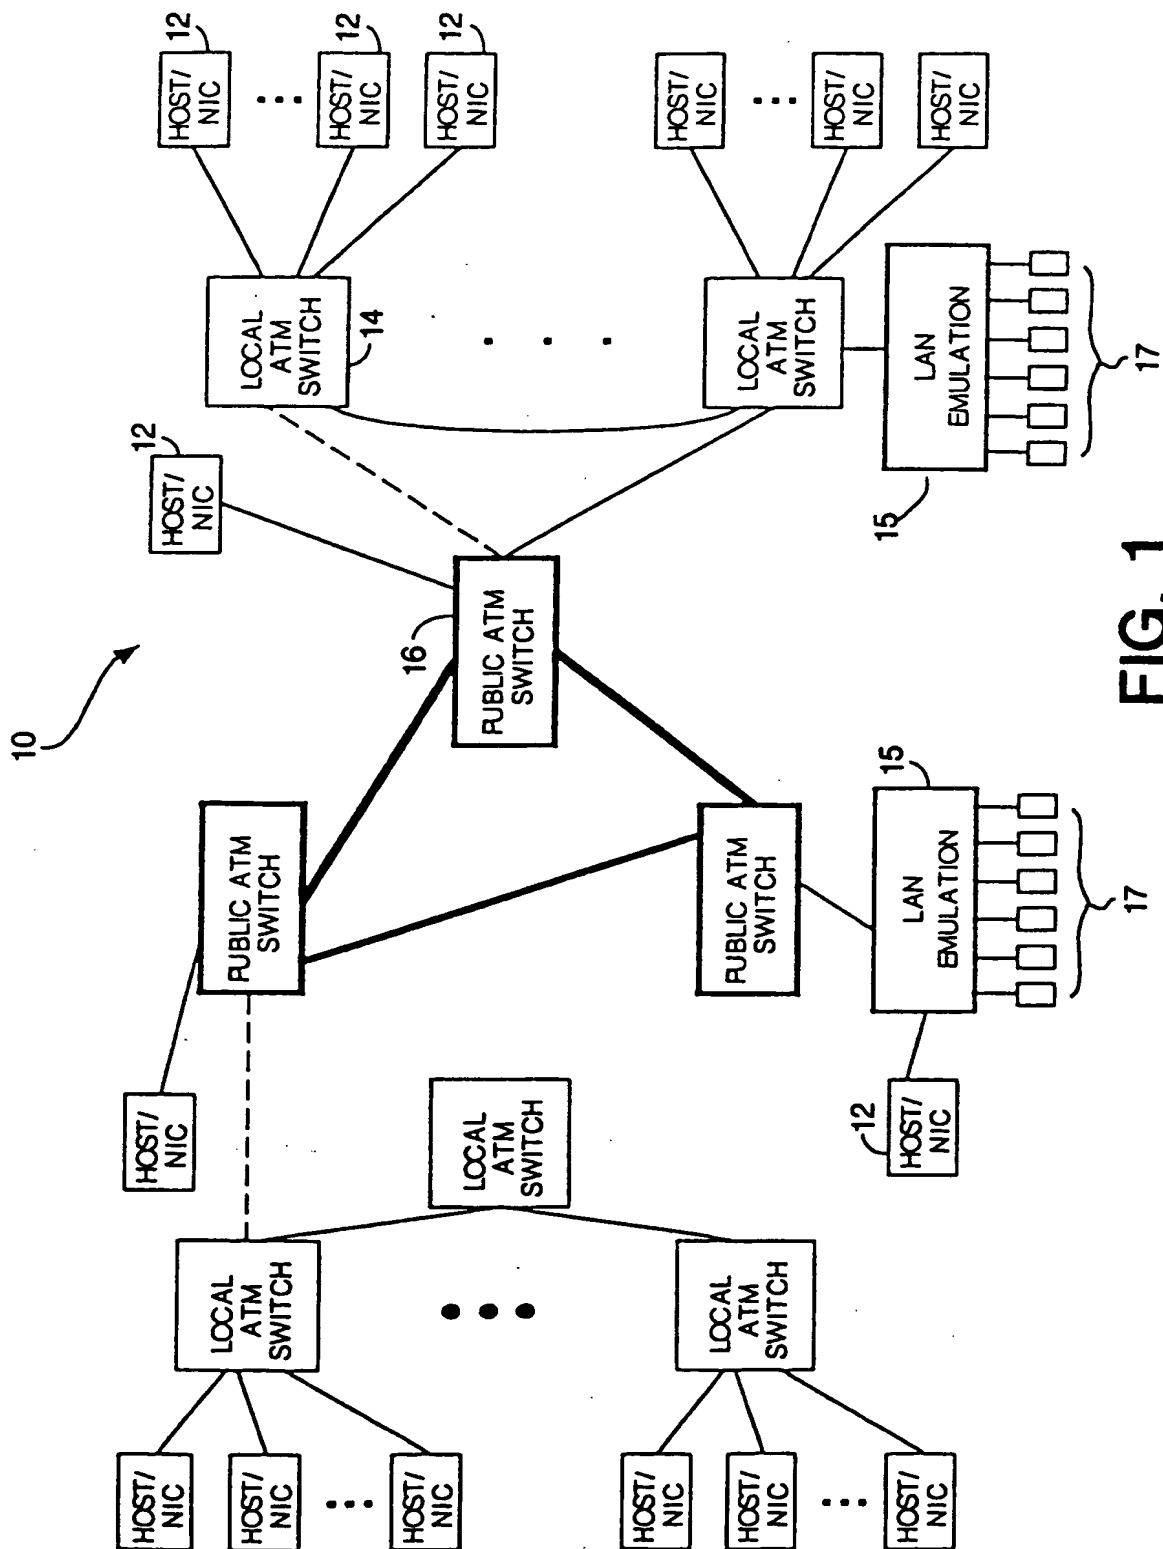 10
HOST/
NIC
HOST/
NIC
12
HOST/
NIC
12
HOST/
NIC
HOST/
NIC
LOCAL
ATM
SWITCH
PUBLIC ATM
SWITCH
LOCAL
ATM
SWITCH
14
12
HOST/
NIC
HOST/
NIC
LOCAL
ATM
SWITCH
16
PUBLIC ATM
SWITCH
12
HOST/
NIC
HOST/
NIC
HOST/
NIC
HOST/
NIC
LOCAL
ATM
SWITCH
PUBLIC ATM
SWITCH
LOCAL
ATM
SWITCH
HOST/
NIC
HOST/
NIC
12
HOST/
NIC
15
LAN
EMULATION
15
LAN
EMULATION
HOST/
NIC
17
17
FIG. 1